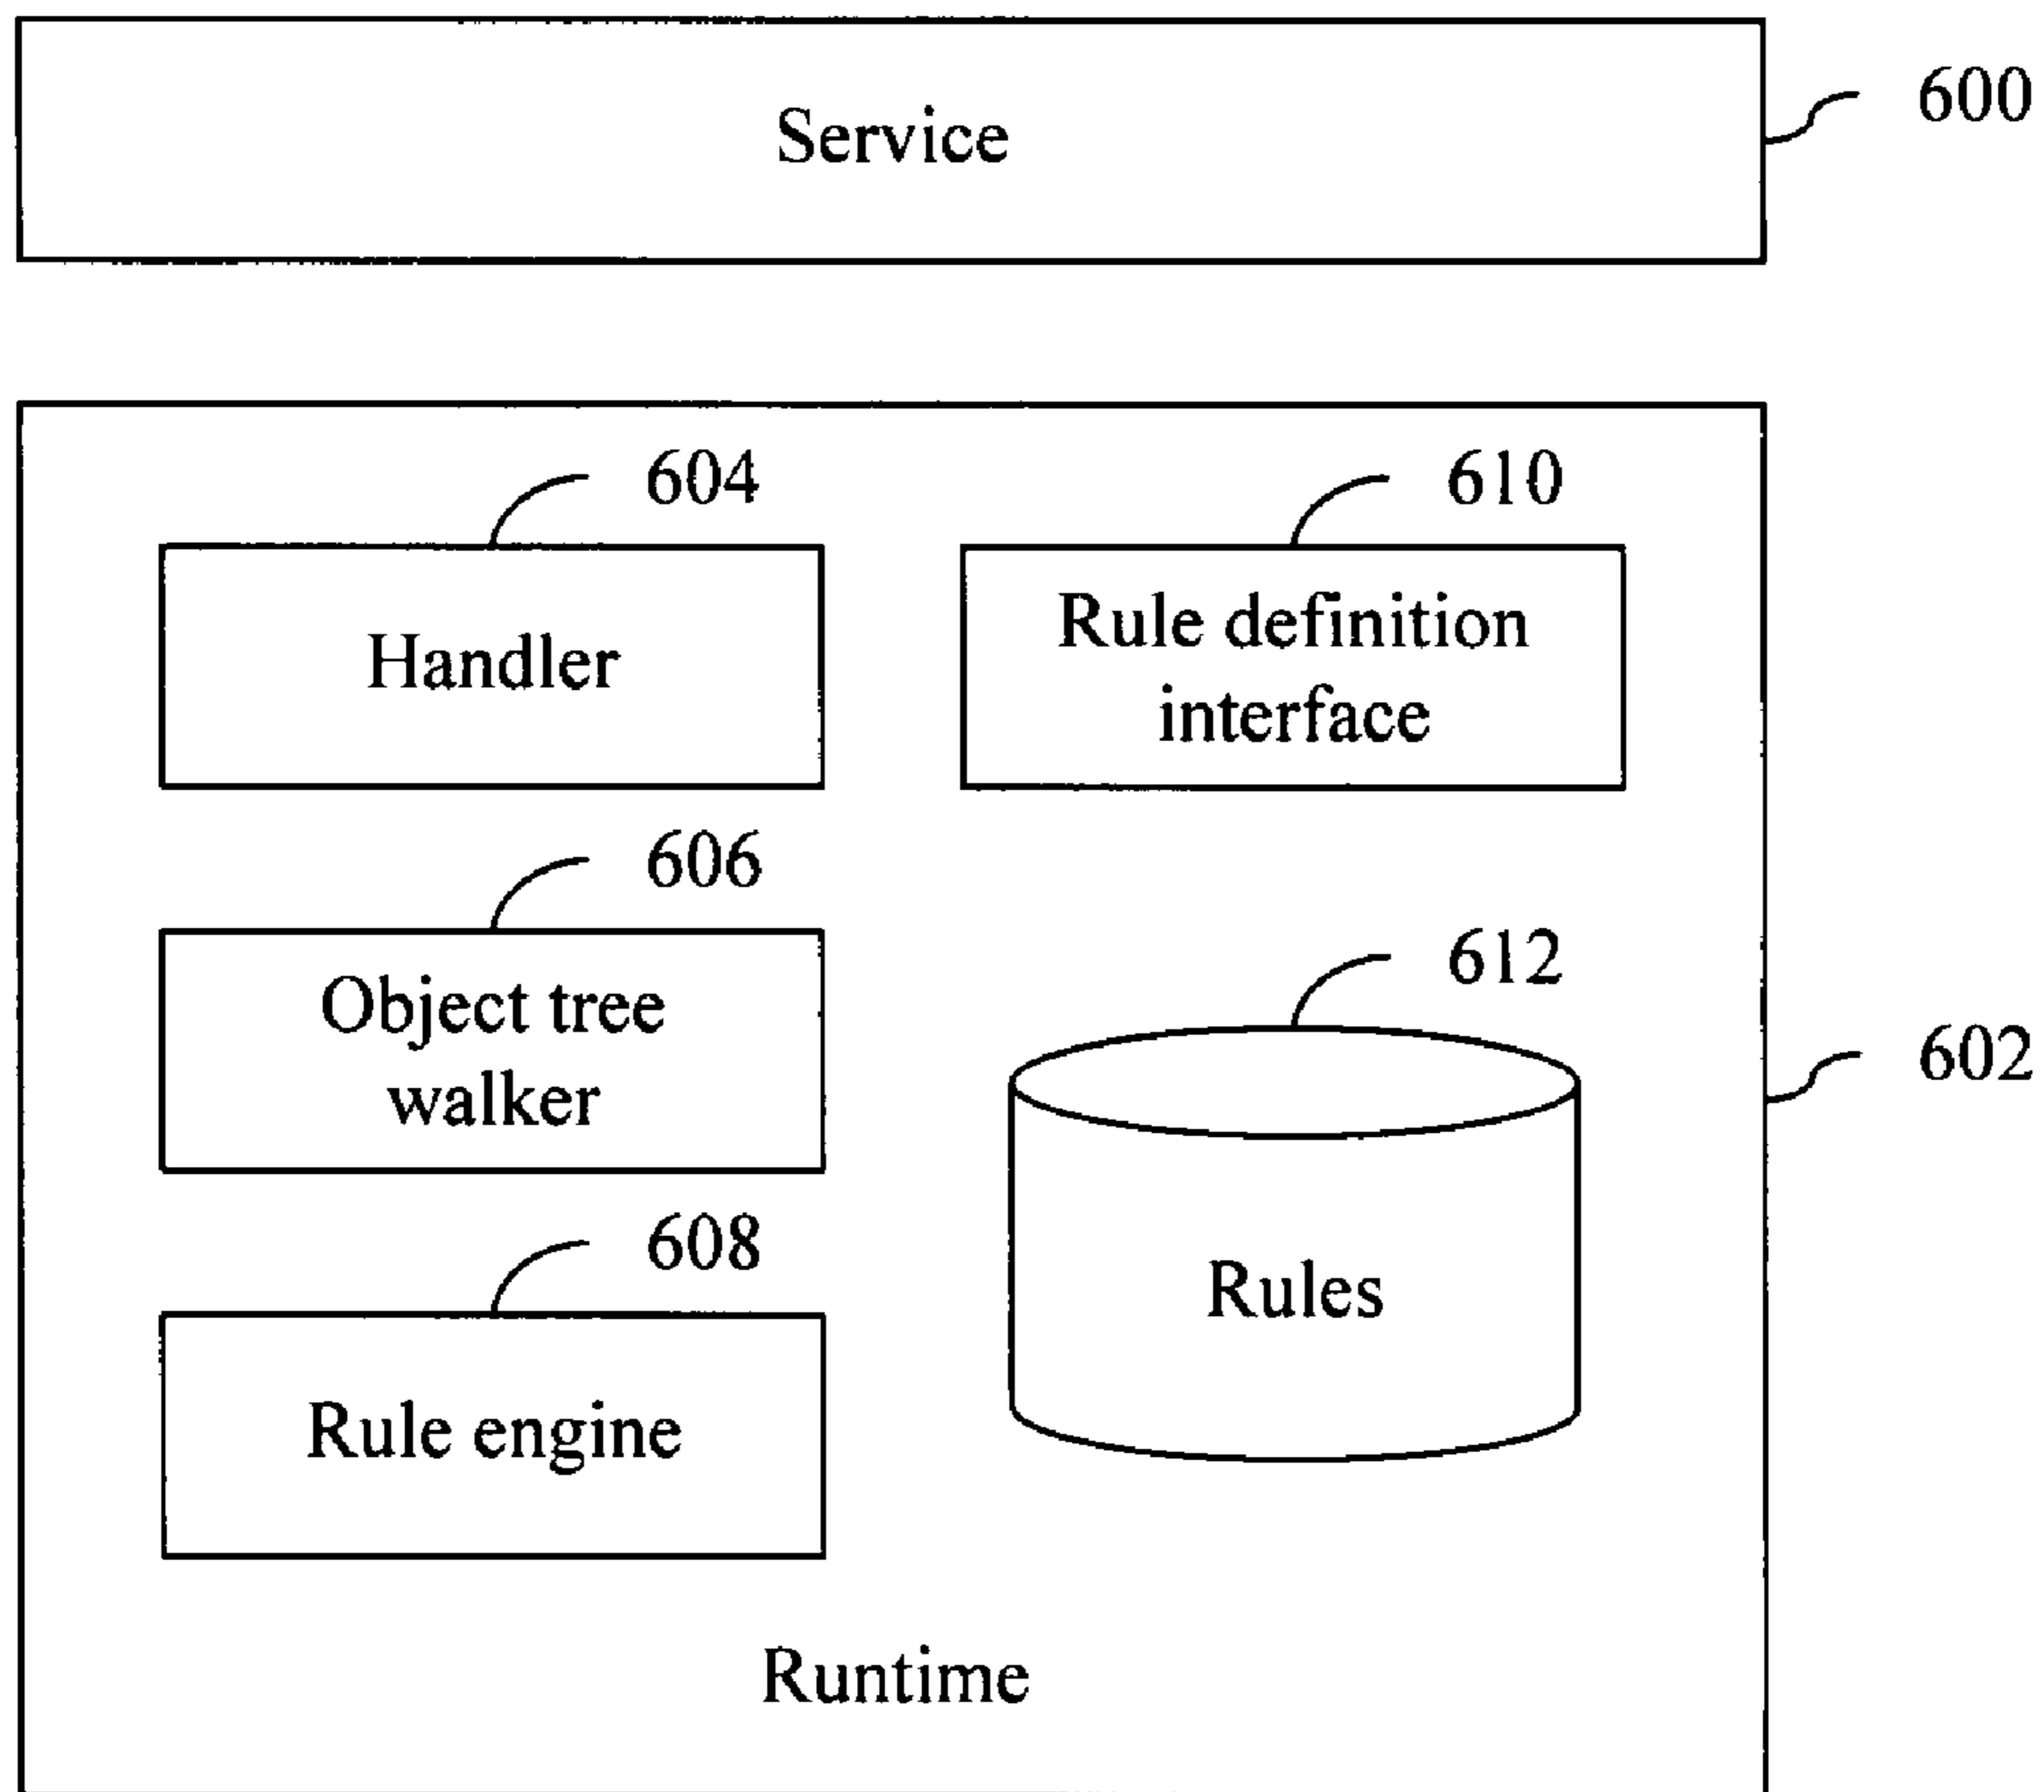 Service
600
604
610
Handler
Rule definition
interface
606
Object tree
walker
612
602
608
Rules
Rule engine
Runtime